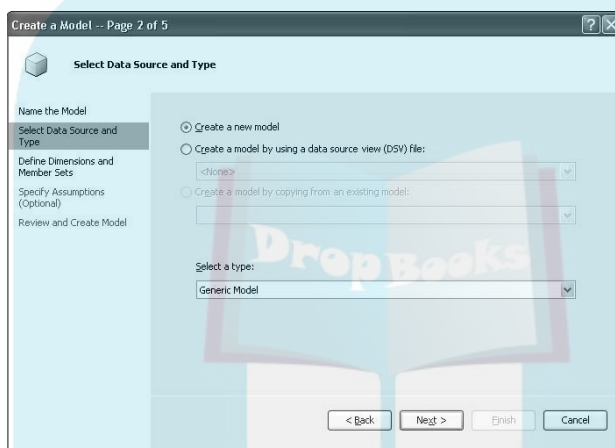 Create a Model -- Page 2 of 5
Select Data Source and Type
Name the Model
Select Data Source and
Type
Define Dimensions and
Member Sets
Specify Assumptions
(Optional)
Review and Create Model
Create a new model
Create a model by using a data source view (DSV) file:
<None>
Create a model by copying from an existing model:
Select a type:
Generic Model
DropBooks
< Back
Next >
Finish
Cancel